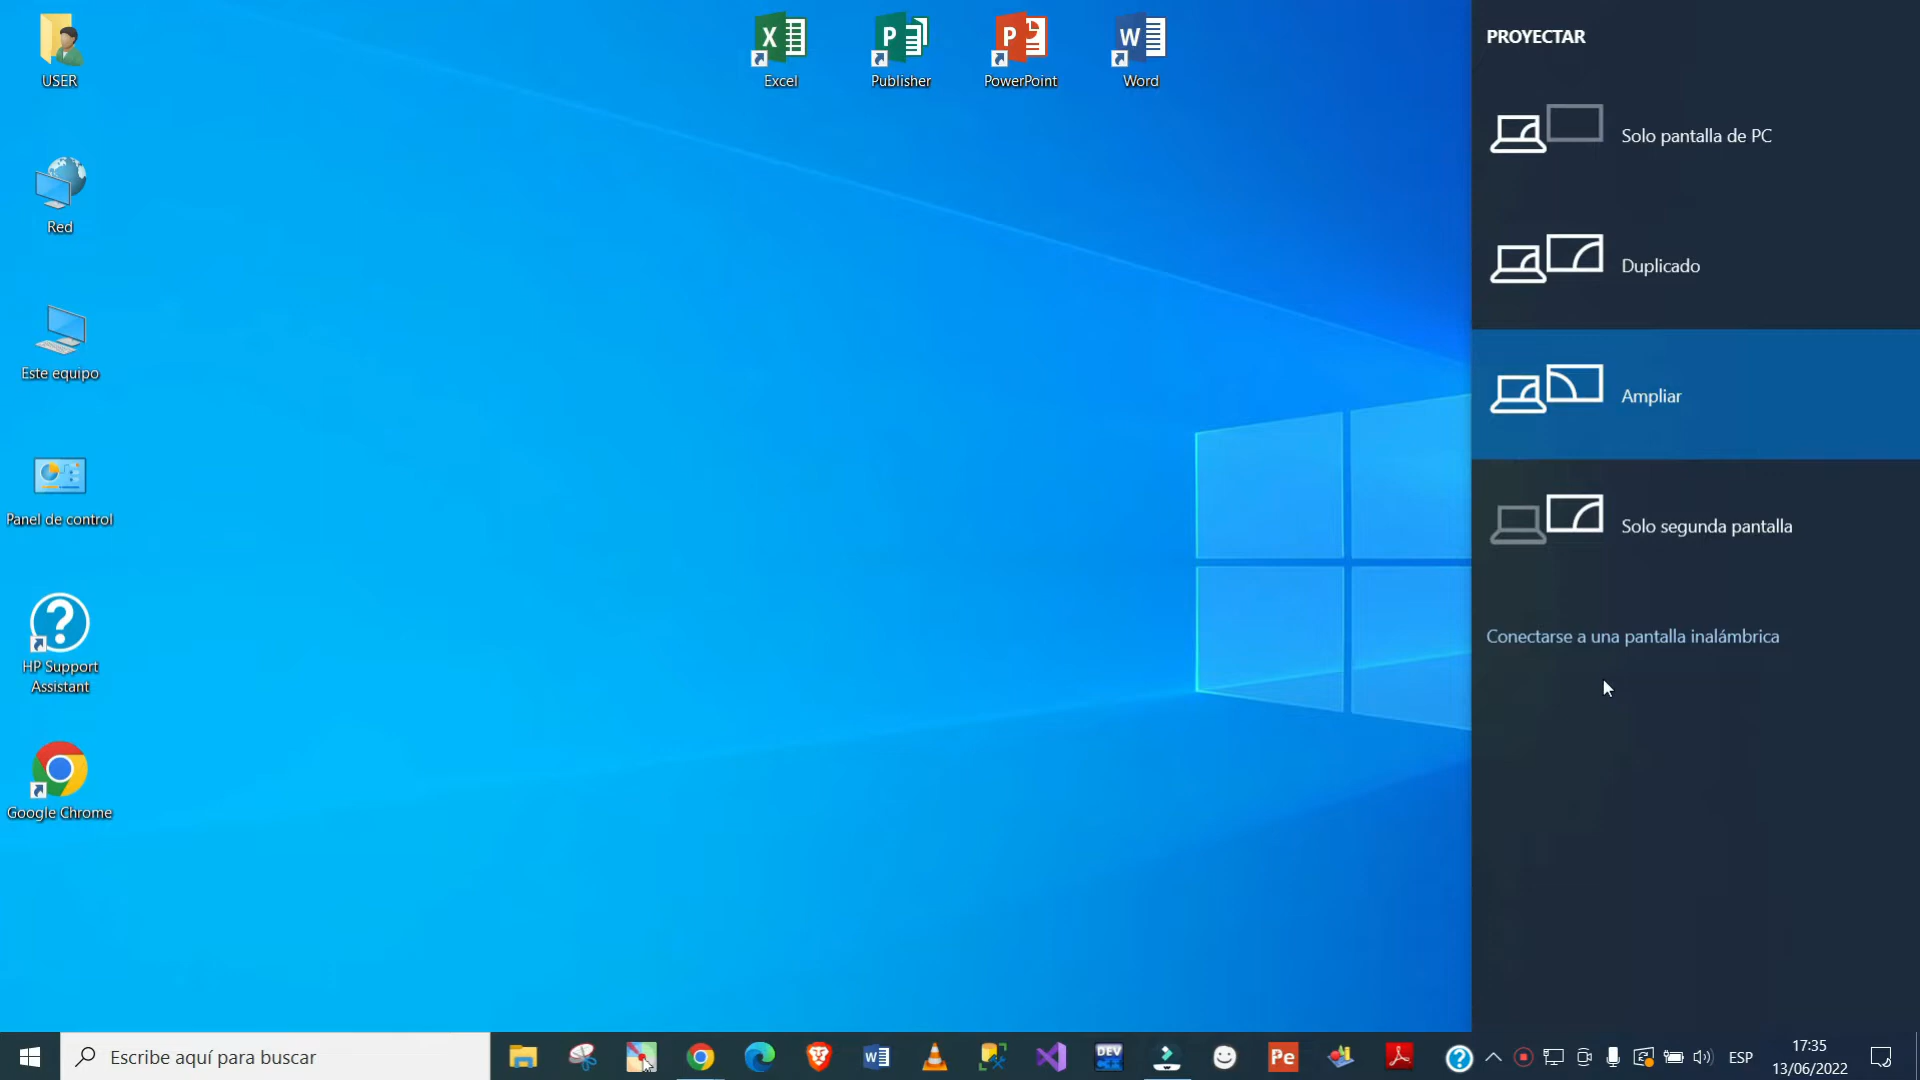 USER
Red
Este equipo
Panel de control
HP Support
Assistant
Google Chrome
Excel
Publisher
PowerPoint
Word
PROYECTAR
Solo pantalla de PC
Duplicado
Ampliar
Solo segunda pantalla
Conectarse a una pantalla inalámbrica
Escribe aquí para buscar
DEV
Pe
ESP
17:35
13/06/2022